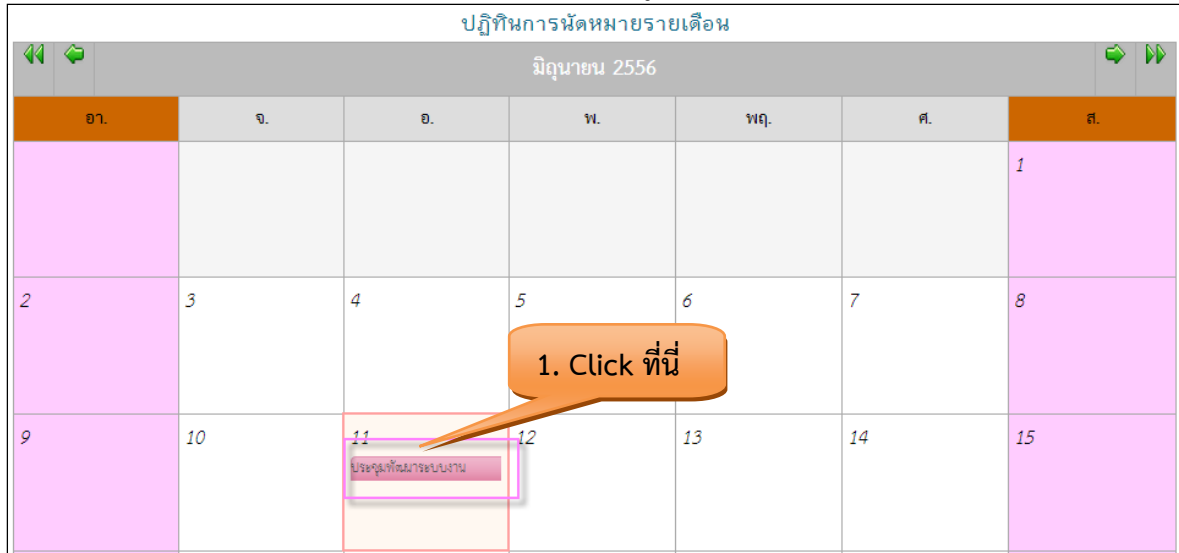 ปฏิทินการนัดหมายรายเดือน
มิถุนายน 2556
อา. จ. อ. พ. พฤ. ศ. ส.
1
2 3 4 5 6 7 8
1. Click ที่นี่
9 10 11 12 13 14 15
ประชุมพัฒนาระบบงาน